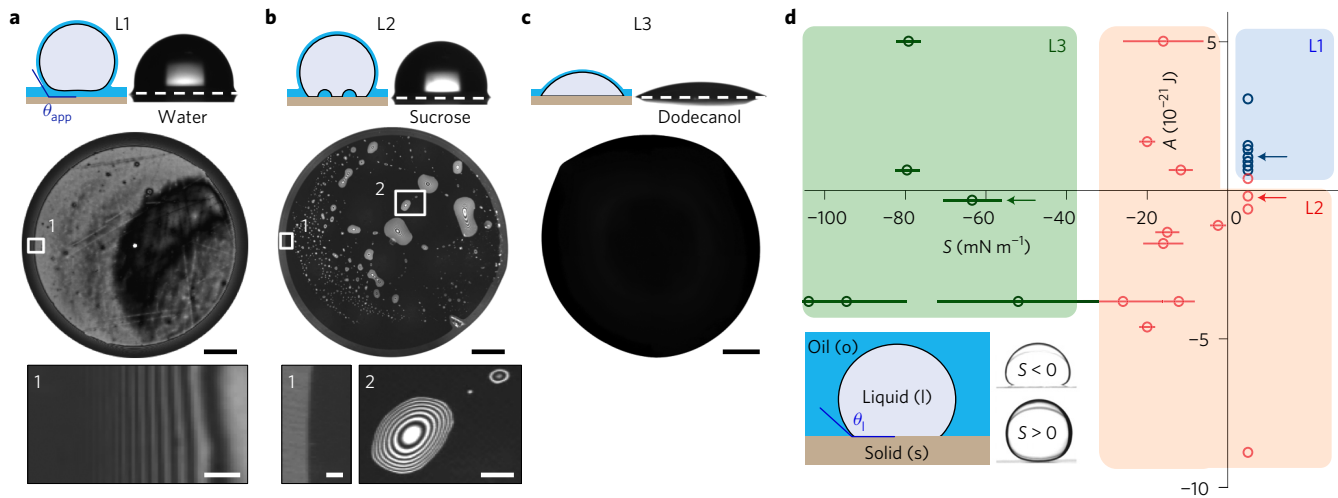 a
L1
θapp
Water
1
1
b
L2
Sucrose
1
2
1
2
c
L3
Dodecanol
d
L3
L1
L2
A (10⁻²¹ J)
5
−5
−10
−100
−80
−60
−40
−20
0
S (mN m⁻¹)
Oil (o)
Liquid (l)
θl
Solid (s)
S < 0
S > 0